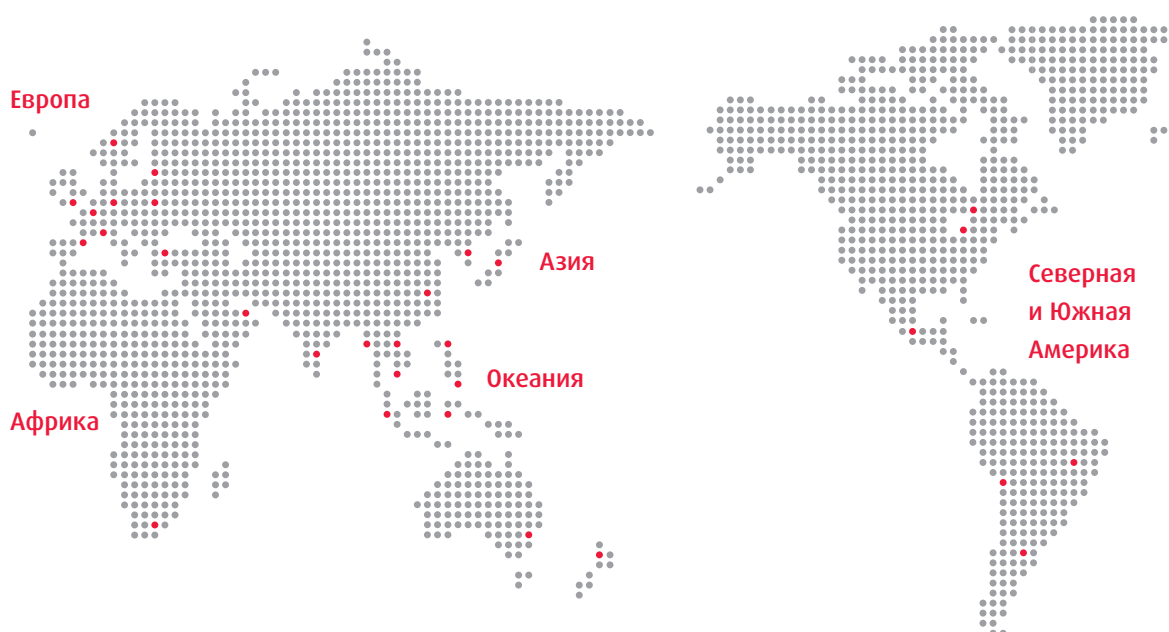 Европа
Азия
Северная
и Южная
Америка
Океания
Африка